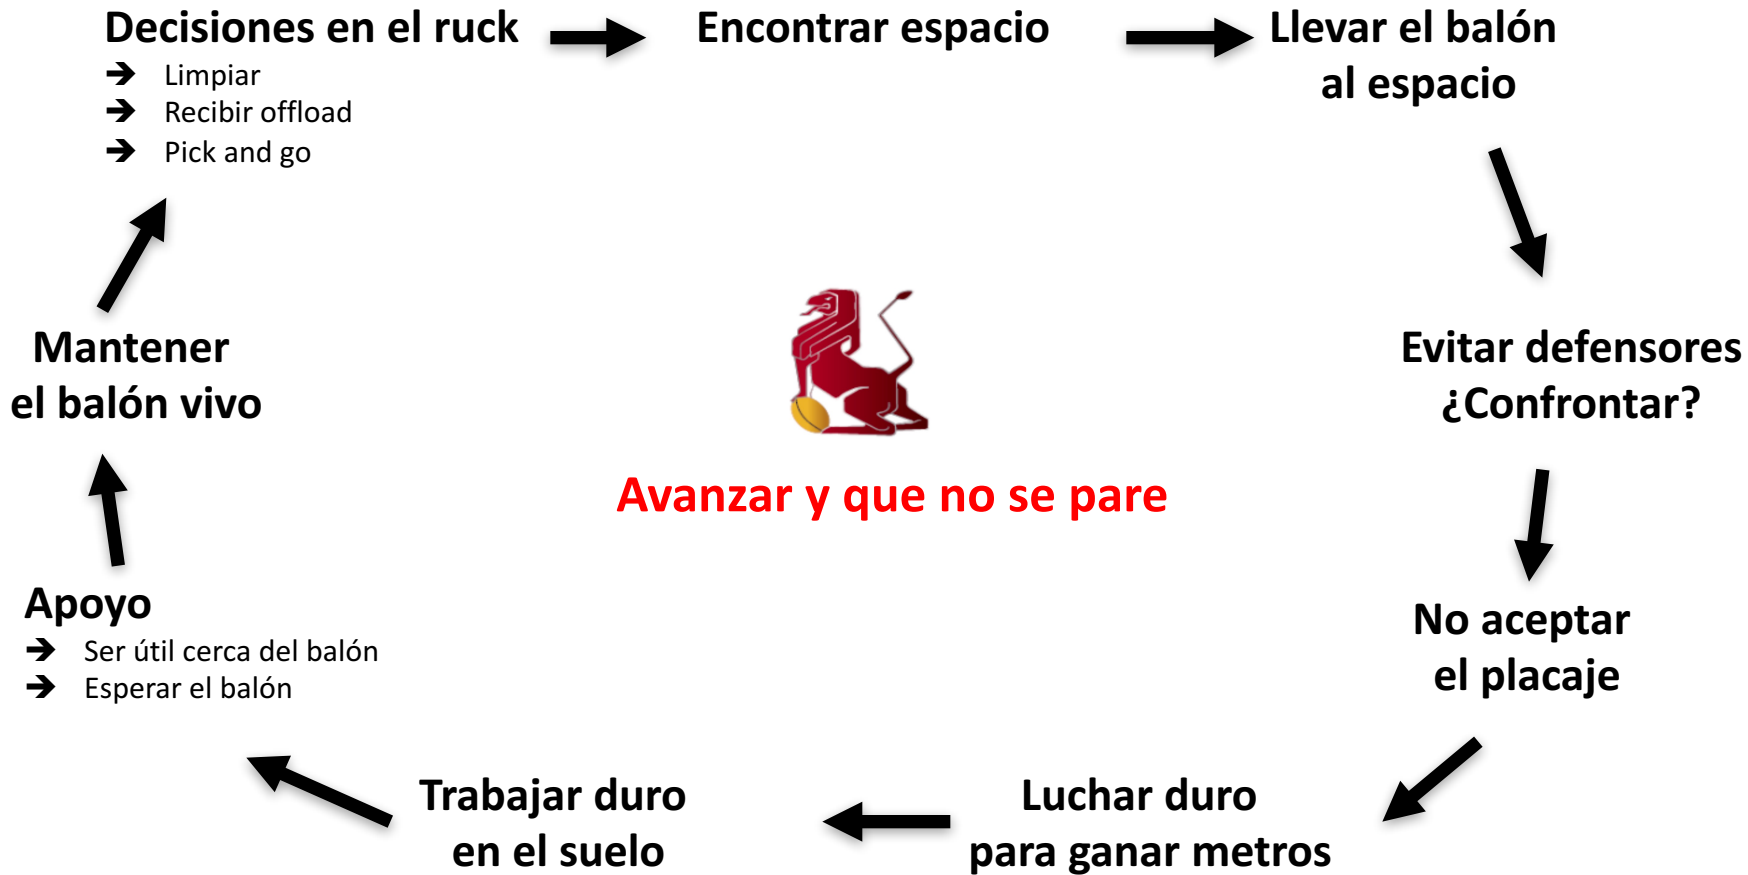 Decisiones en el ruck
➔ Limpiar
➔ Recibir offload
➔ Pick and go
Encontrar espacio
Llevar el balón
al espacio
Evitar defensores
¿Confrontar?
No aceptar
el placaje
Luchar duro
para ganar metros
Trabajar duro
en el suelo
Apoyo
➔ Ser útil cerca del balón
➔ Esperar el balón
Mantener
el balón vivo
Avanzar y que no se pare